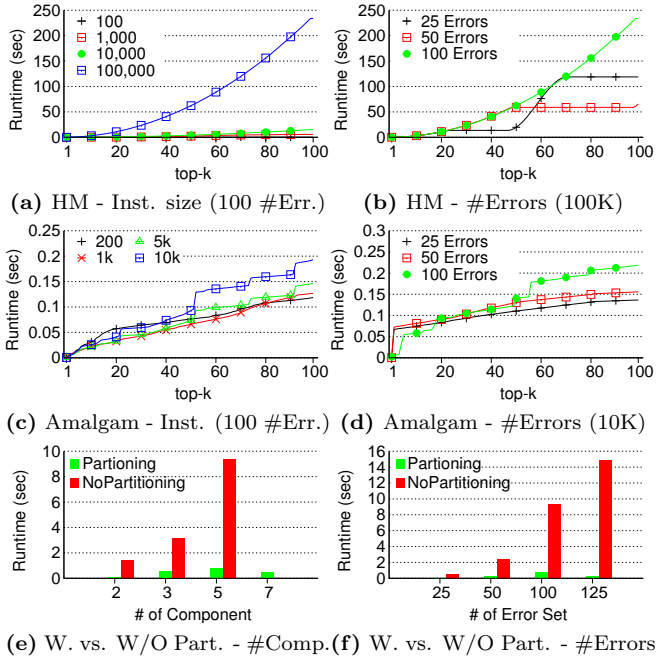 250
200
150
100
50
0
Runtime (sec)
100
1,000
10,000
100,000
1 20 40 60 80 100
top-k
(a) HM - Inst. size (100 #Err.)
250
200
150
100
50
0
Runtime (sec)
25 Errors
50 Errors
100 Errors
1 20 40 60 80 100
top-k
(b) HM - #Errors (100K)
0.25
0.2
0.15
0.1
0.05
0
Runtime (sec)
200 5k
1k 10k
1 20 40 60 80 100
top-k
(c) Amalgam - Inst. (100 #Err.)
0.3
0.25
0.2
0.15
0.1
0.05
0
Runtime (sec)
25 Errors
50 Errors
100 Errors
1 20 40 60 80 100
top-k
(d) Amalgam - #Errors (10K)
10
8
6
4
2
0
Runtime (sec)
Partioning
NoPartitioning
2 3 5 7
# of Component
(e) W. vs. W/O Part. - #Comp.
16
14
12
10
8
6
4
2
0
Runtime (sec)
Partioning
NoPartitioning
25 50 100 125
# of Error Set
(f) W. vs. W/O Part. - #Errors